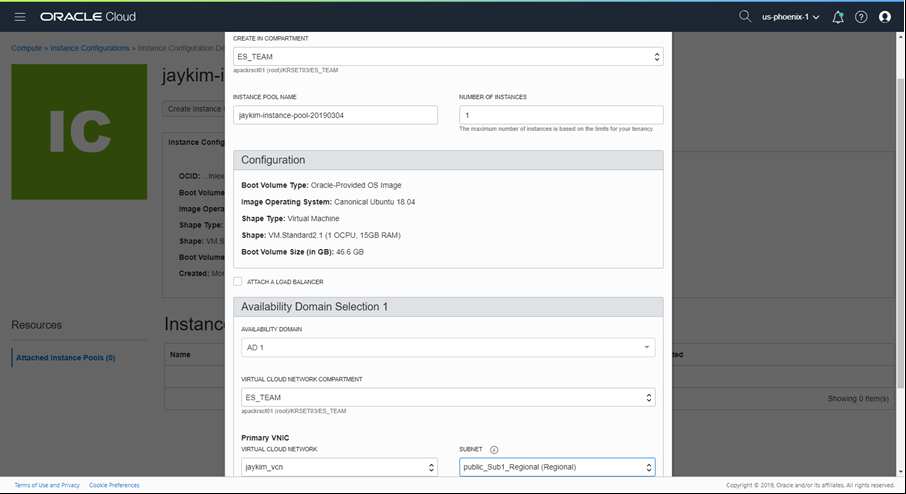 ORACLE Cloud
us-phoenix-1
Compute » Instance Configurations » Instance Configuration De
IC
jaykim-i
Create Instance
Instance Config
OCID: ...lniex
Boot Volume
Image Opera
Shape Type:
Shape: VM.S
Boot Volume
Created: Mor
Resources
Attached Instance Pools (0)
Instanc
Name
ted
Showing 0 Item(s)
CREATE IN COMPARTMENT
ES_TEAM
apackrsct01 (root)/KRSET03/ES_TEAM
INSTANCE POOL NAME
NUMBER OF INSTANCES
jaykim-instance-pool-20190304
1
The maximum number of instances is based on the limits for your tenancy.
Configuration
Boot Volume Type: Oracle-Provided OS Image
Image Operating System: Canonical Ubuntu 18.04
Shape Type: Virtual Machine
Shape: VM.Standard2.1 (1 OCPU, 15GB RAM)
Boot Volume Size (in GB): 46.6 GB
ATTACH A LOAD BALANCER
Availability Domain Selection 1
AVAILABILITY DOMAIN
AD 1
VIRTUAL CLOUD NETWORK COMPARTMENT
ES_TEAM
apackrsct01 (root)/KRSET03/ES_TEAM
Primary VNIC
VIRTUAL CLOUD NETWORK
SUBNET
jaykim_vcn
public_Sub1_Regional (Regional)
Terms of Use and Privacy Cookie Preferences
Copyright © 2019, Oracle and/or its affiliates. All rights reserved.